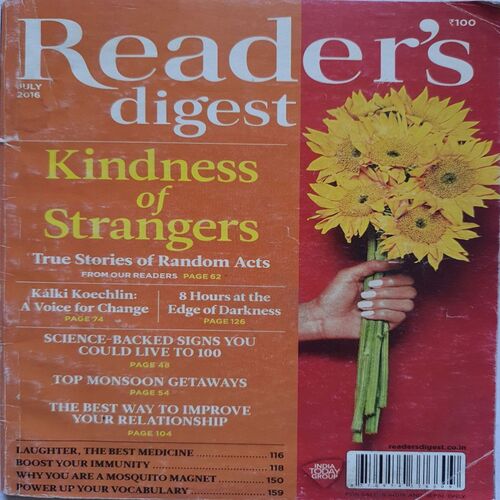 Reader's
digest
₹100
JULY
2016
Kindness
of
Strangers
True Stories of Random Acts
FROM OUR READERS PAGE 62
Kalki Koechlin:
A Voice for Change
PAGE 74
8 Hours at the
Edge of Darkness
PAGE 126
SCIENCE-BACKED SIGNS YOU
COULD LIVE TO 100
PAGE 48
TOP MONSOON GETAWAYS
PAGE 54
THE BEST WAY TO IMPROVE
YOUR RELATIONSHIP
PAGE 104
LAUGHTER, THE BEST MEDICINE 116
BOOST YOUR IMMUNITY 118
WHY YOU ARE A MOSQUITO MAGNET 150
POWER UP YOUR VOCABULARY 159
INDIA
TODAY
GROUP
readersdigest.co.in